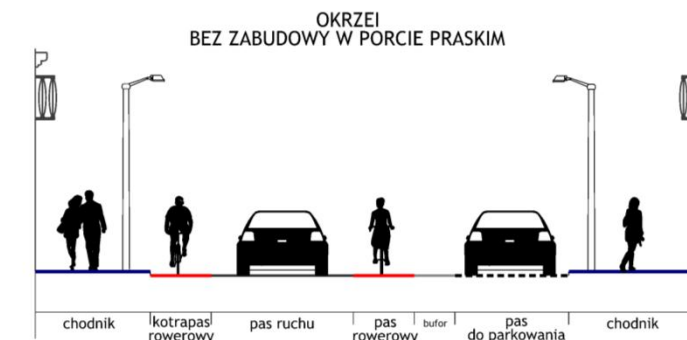 OKRZEI
BEZ ZABUDOWY W PORCIE PRASKIM
chodnik
kotrapas
rowerowy
pas ruchu
pas
rowerowy
bufor
pas
do parkowania
chodnik